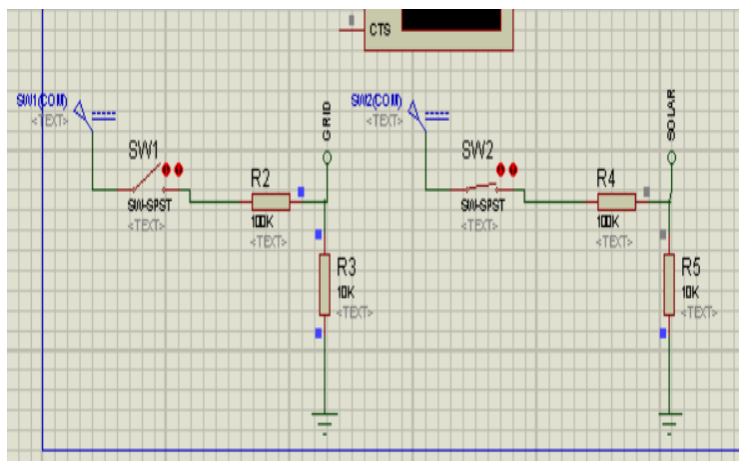 CTS
SW1(COM)
<TEXT>
SW1
SW-SPST
<TEXT>
R2
100K
<TEXT>
GRID
R3
10K
<TEXT>
SW2(COM)
<TEXT>
SW2
SW-SPST
<TEXT>
R4
100K
<TEXT>
SOLAR
R5
10K
<TEXT>